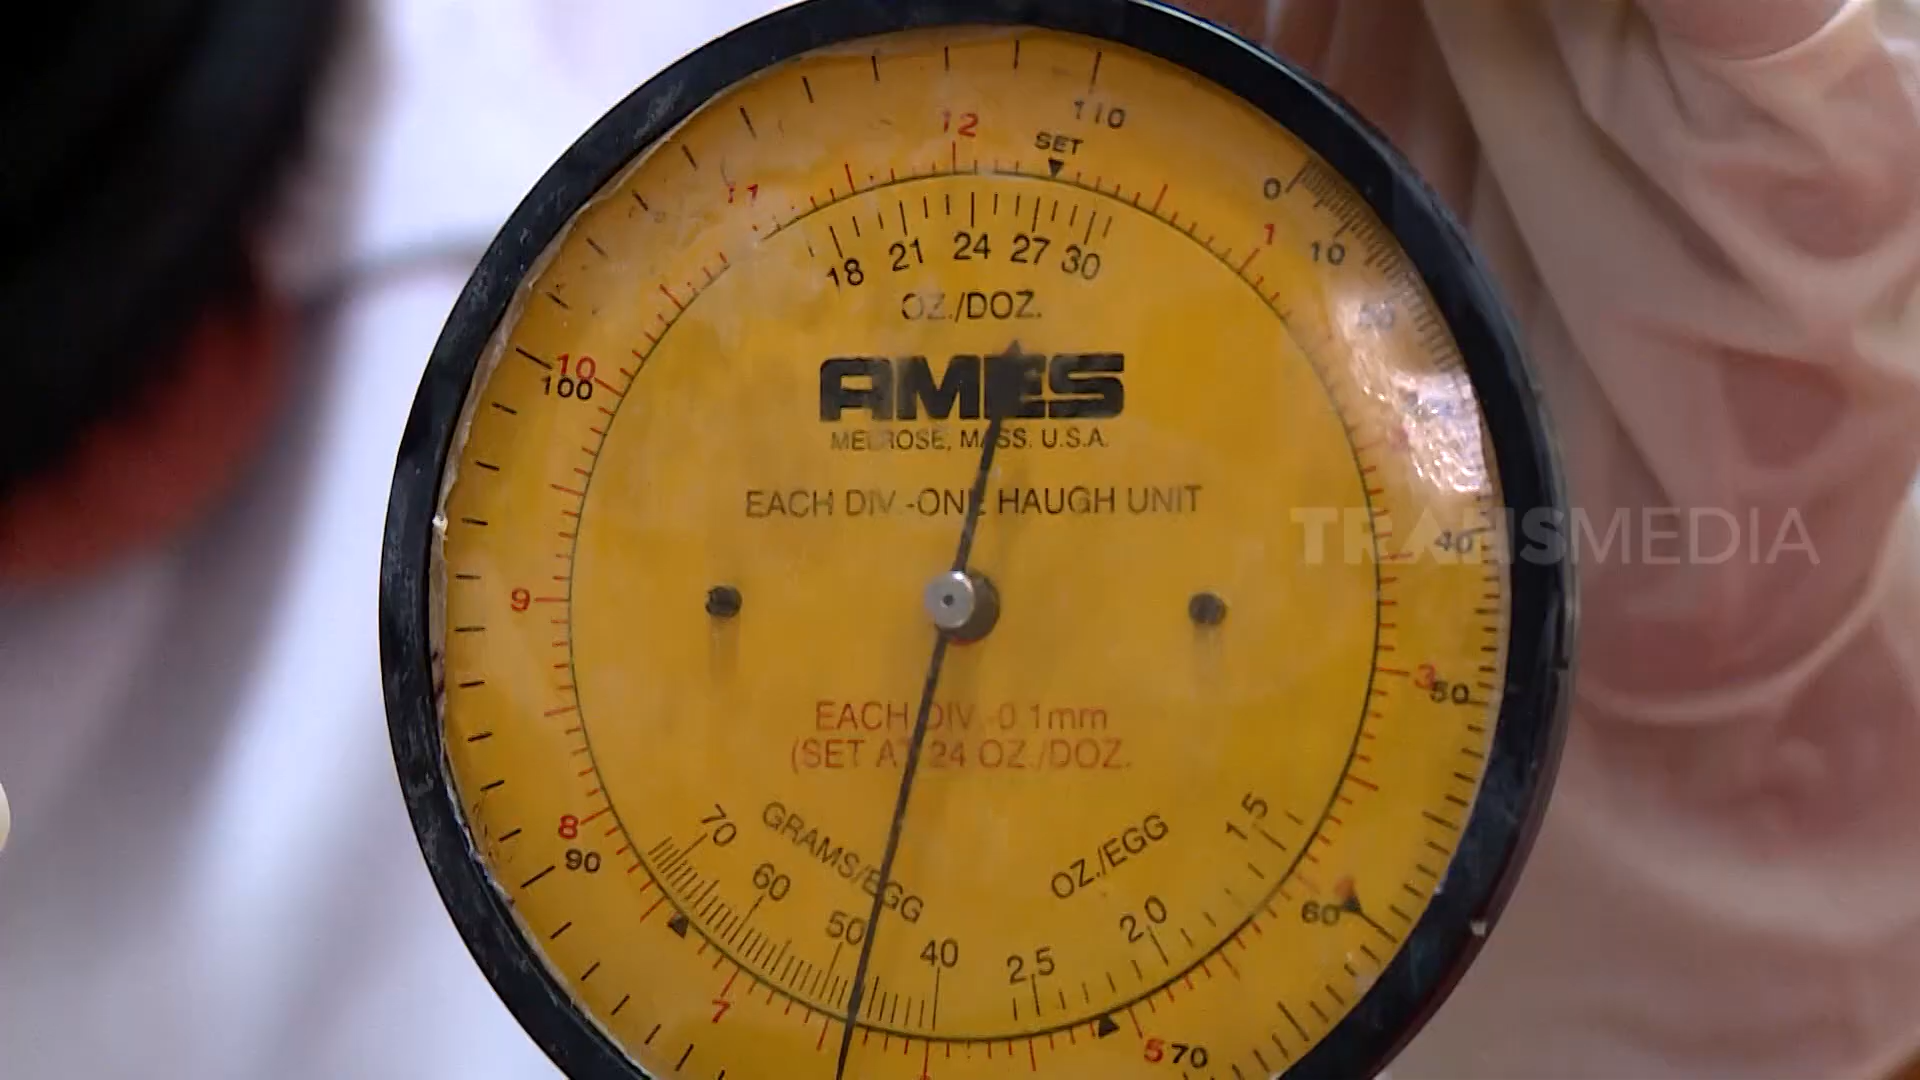 110
12
SET
0
11
1
10
18 21 24 27 30
OZ./DOZ.
10
100
AMES
MELROSE, MASS. U.S.A.
EACH DIV.-ONE HAUGH UNIT
TRANSMEDIA
40
9
3
50
EACH DIV.-0.1mm
(SET AT 24 OZ./DOZ.
8
90
70
60
50
40
GRAMS/EGG
OZ./EGG
1.5
2.0
2.5
60
7
5
70